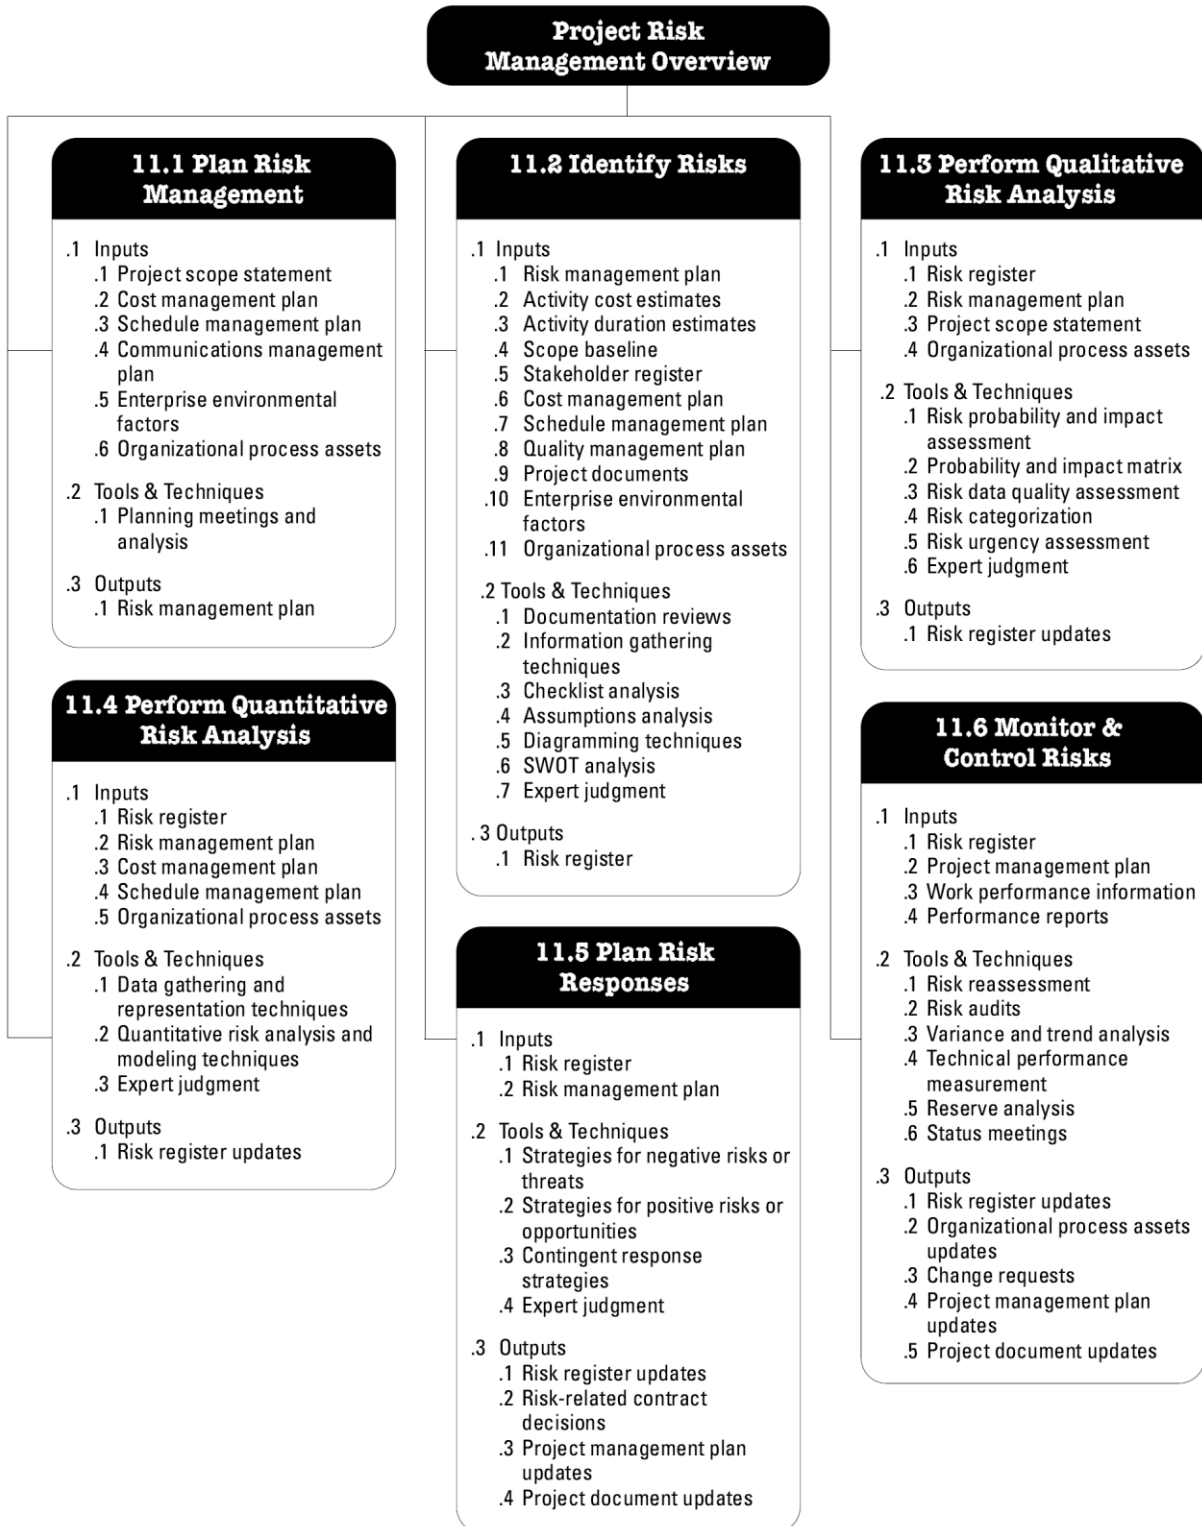 Project Risk
Management Overview
11.1 Plan Risk
Management
.1 Inputs
.1 Project scope statement
.2 Cost management plan
.3 Schedule management plan
.4 Communications management
plan
.5 Enterprise environmental
factors
.6 Organizational process assets
.2 Tools & Techniques
.1 Planning meetings and
analysis
.3 Outputs
.1 Risk management plan
11.2 Identify Risks
.1 Inputs
.1 Risk management plan
.2 Activity cost estimates
.3 Activity duration estimates
.4 Scope baseline
.5 Stakeholder register
.6 Cost management plan
.7 Schedule management plan
.8 Quality management plan
.9 Project documents
.10 Enterprise environmental
factors
.11 Organizational process assets
.2 Tools & Techniques
.1 Documentation reviews
.2 Information gathering
techniques
.3 Checklist analysis
.4 Assumptions analysis
.5 Diagramming techniques
.6 SWOT analysis
.7 Expert judgment
. 3 Outputs
.1 Risk register
11.3 Perform Qualitative
Risk Analysis
.1 Inputs
.1 Risk register
.2 Risk management plan
.3 Project scope statement
.4 Organizational process assets
.2 Tools & Techniques
.1 Risk probability and impact
assessment
.2 Probability and impact matrix
.3 Risk data quality assessment
.4 Risk categorization
.5 Risk urgency assessment
.6 Expert judgment
.3 Outputs
.1 Risk register updates
11.4 Perform Quantitative
Risk Analysis
.1 Inputs
.1 Risk register
.2 Risk management plan
.3 Cost management plan
.4 Schedule management plan
.5 Organizational process assets
.2 Tools & Techniques
.1 Data gathering and
representation techniques
.2 Quantitative risk analysis and
modeling techniques
.3 Expert judgment
.3 Outputs
.1 Risk register updates
11.5 Plan Risk
Responses
.1 Inputs
.1 Risk register
.2 Risk management plan
.2 Tools & Techniques
.1 Strategies for negative risks or
threats
.2 Strategies for positive risks or
opportunities
.3 Contingent response
strategies
.4 Expert judgment
.3 Outputs
.1 Risk register updates
.2 Risk-related contract
decisions
.3 Project management plan
updates
.4 Project document updates
11.6 Monitor &
Control Risks
.1 Inputs
.1 Risk register
.2 Project management plan
.3 Work performance information
.4 Performance reports
.2 Tools & Techniques
.1 Risk reassessment
.2 Risk audits
.3 Variance and trend analysis
.4 Technical performance
measurement
.5 Reserve analysis
.6 Status meetings
.3 Outputs
.1 Risk register updates
.2 Organizational process assets
updates
.3 Change requests
.4 Project management plan
updates
.5 Project document updates